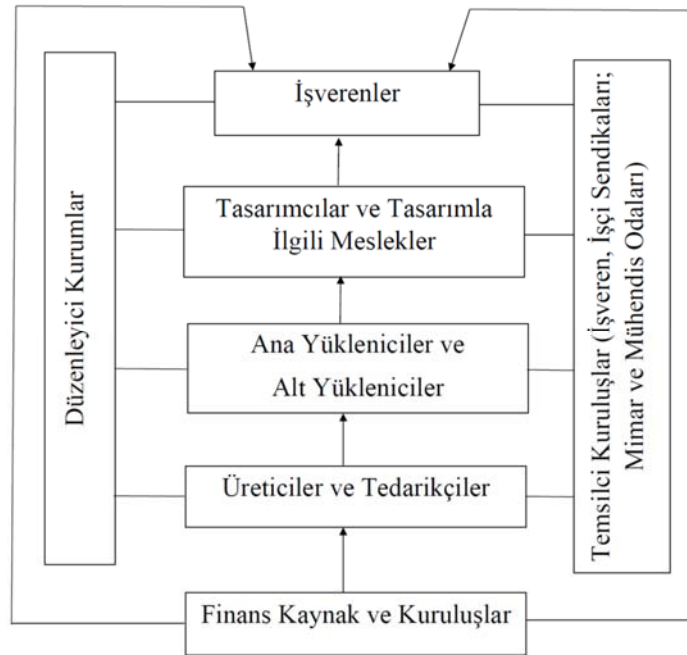 İşverenler
Tasarımcılar ve Tasarımla
İlgili Meslekler
Ana Yükleniciler ve
Alt Yükleniciler
Üreticiler ve Tedarikçiler
Finans Kaynak ve Kuruluşlar
Düzenleyici Kurumlar
Temsilci Kuruluşlar (İşveren, İşçi Sendikaları;
Mimar ve Mühendis Odaları)